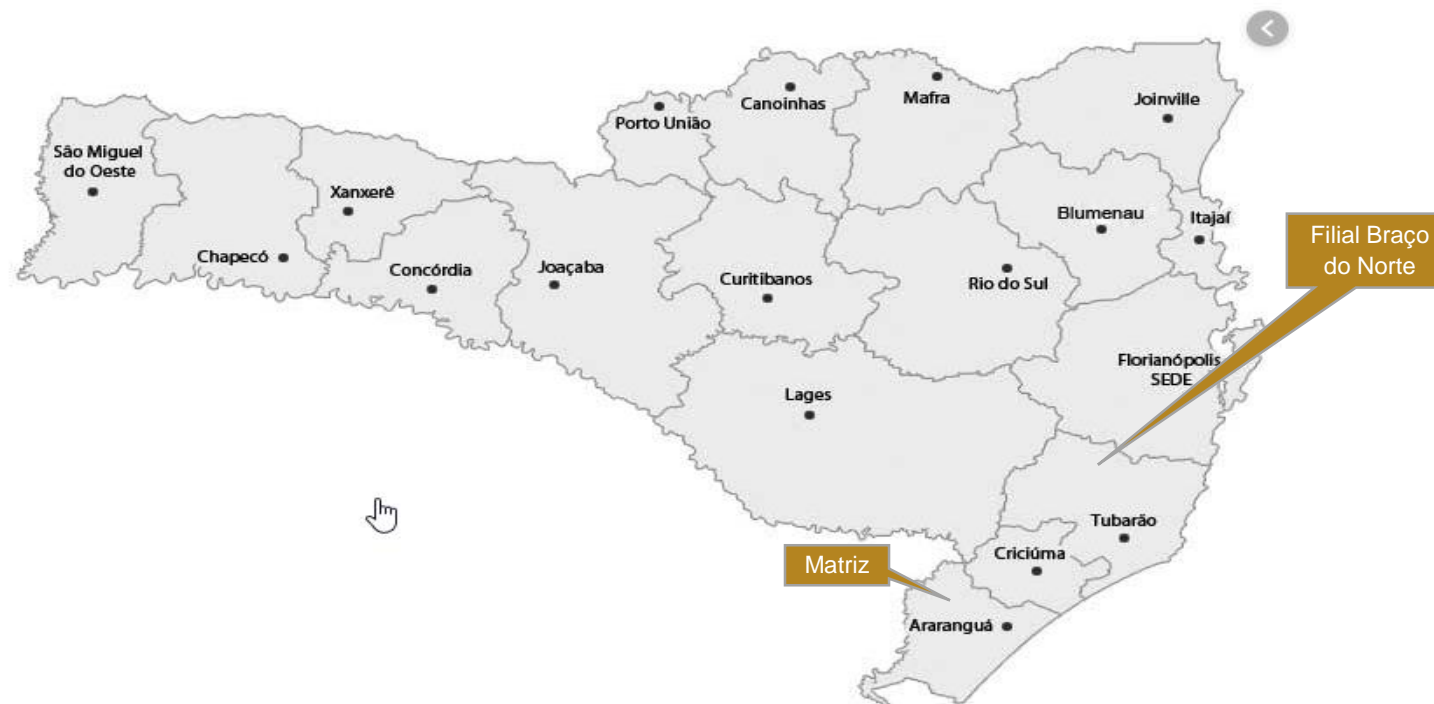 Canoinhas
Mafra
Joinville
Porto União
São Miguel
do Oeste
Xanxerê
Blumenau
Itajaí
Filial Braço
do Norte
Chapecó
Concórdia
Joaçaba
Curitibanos
Rio do Sul
Florianópolis
SEDE
Lages
Tubarão
Criciúma
Matriz
Araranguá